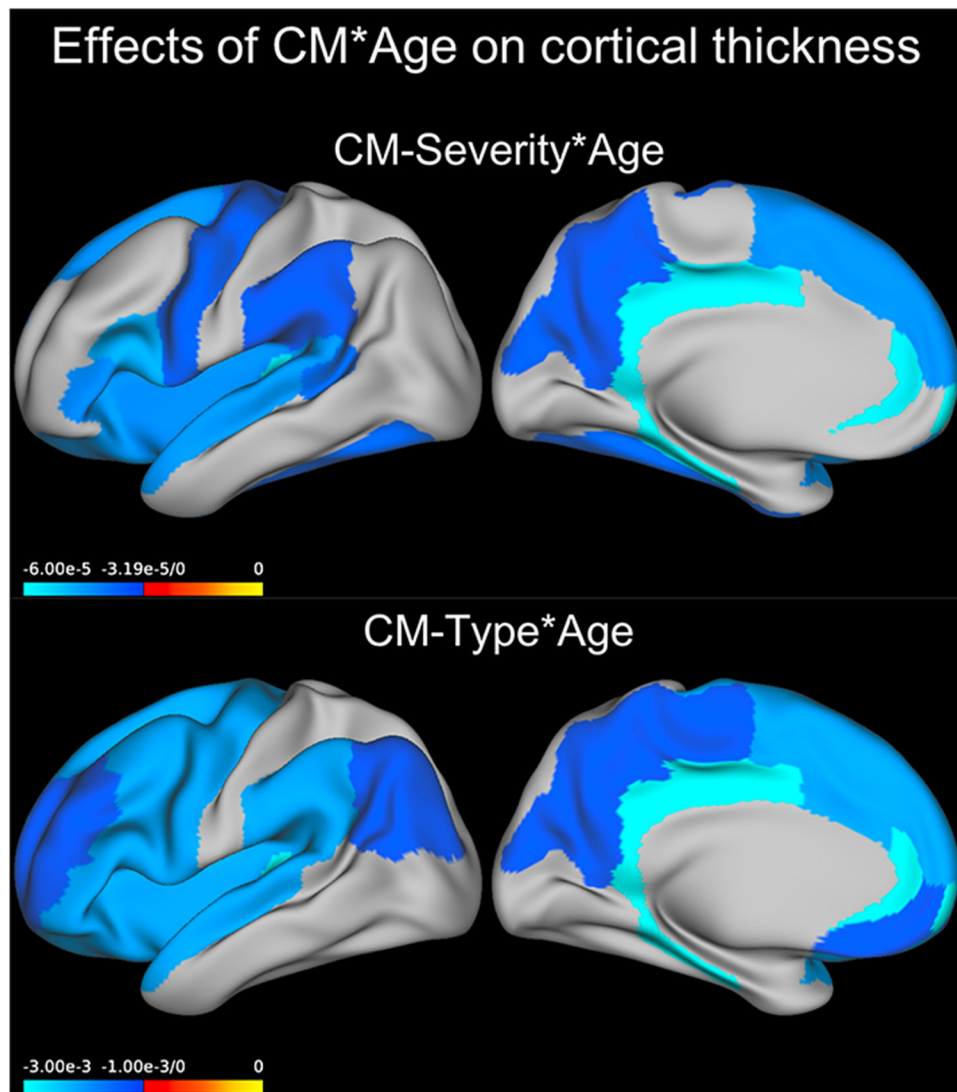 Effects of CM*Age on cortical thickness
CM-Severity*Age
-6.00e-5 -3.19e-5/0 0
CM-Type*Age
-3.00e-3 -1.00e-3/0 0